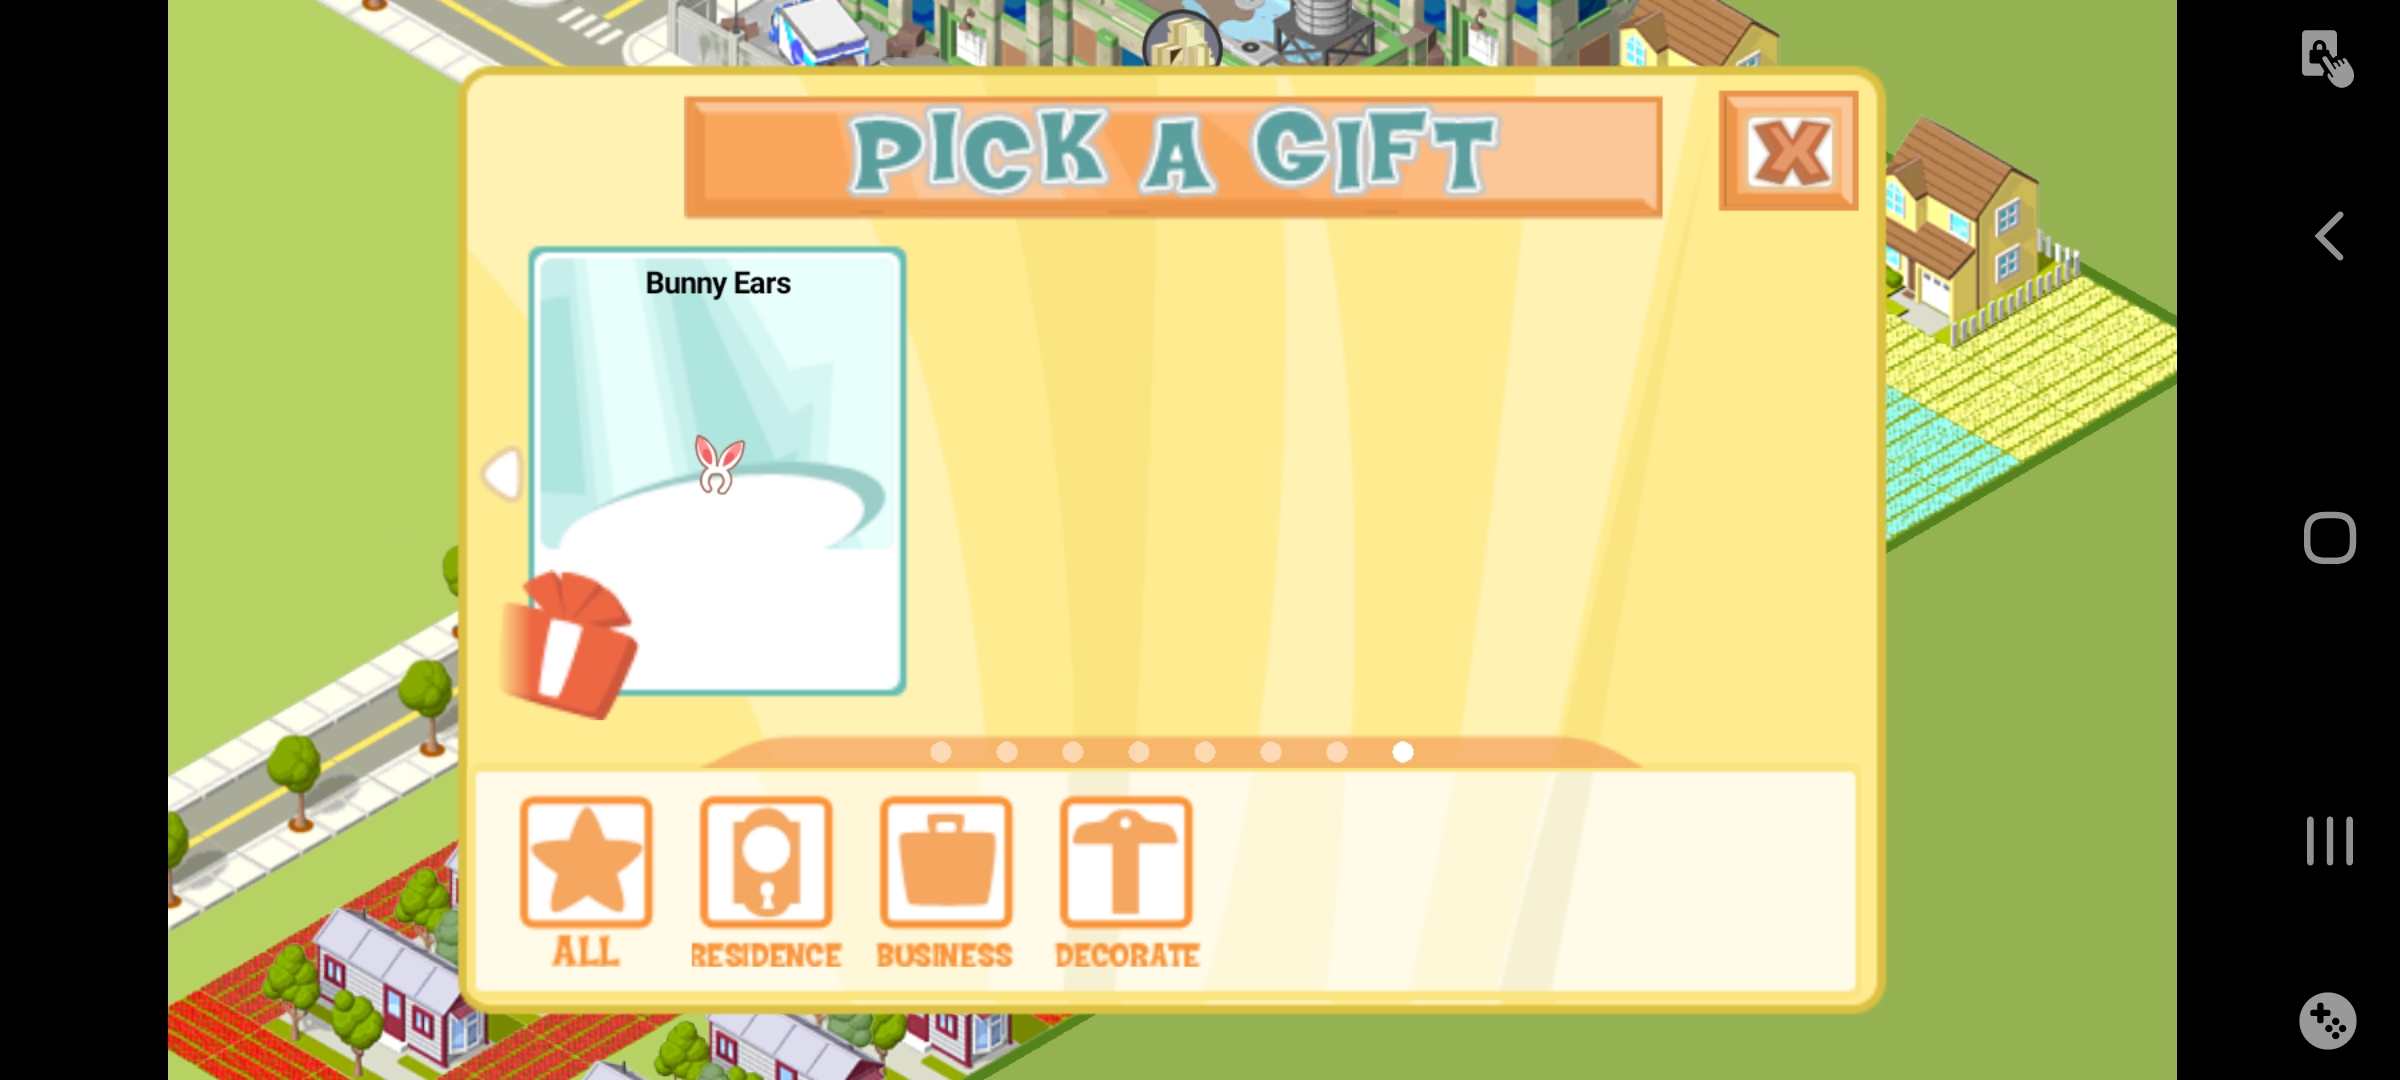 PICK A GIFT
X
Bunny Ears
ALL
RESIDENCE
BUSINESS
DECORATE